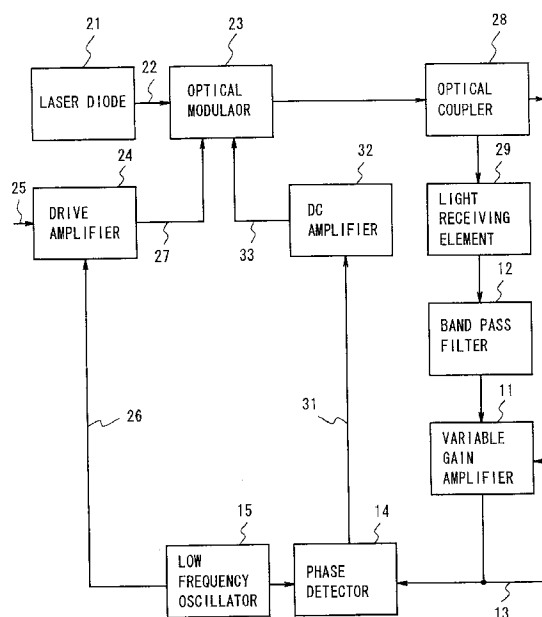 21
23
28
LASER DIODE
22
OPTICAL
MODULAOR
OPTICAL
COUPLER
24
25
DRIVE
AMPLIFIER
27
32
DC
AMPLIFIER
33
29
LIGHT
RECEIVING
ELEMENT
12
BAND PASS
FILTER
26
31
11
VARIABLE
GAIN
AMPLIFIER
15
LOW
FREQUENCY
OSCILLATOR
14
PHASE
DETECTOR
13